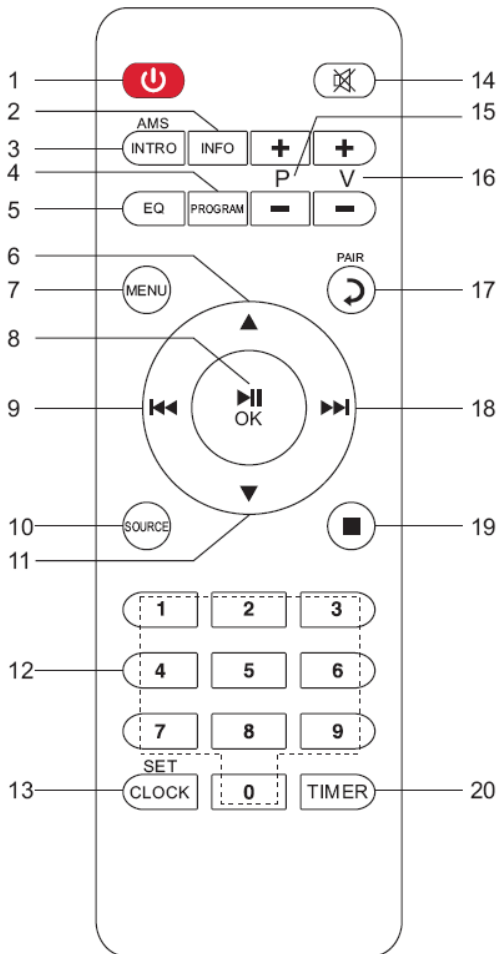 1 14
2 15
AMS
3 INTRO INFO + +
4 P V 16
5 EQ PROGRAM - -
6 PAIR
7 MENU 17
8
9 OK 18
10 SOURCE 19
11
1 2 3
12 4 5 6
7 8 9
SET
13 CLOCK 0 TIMER 20